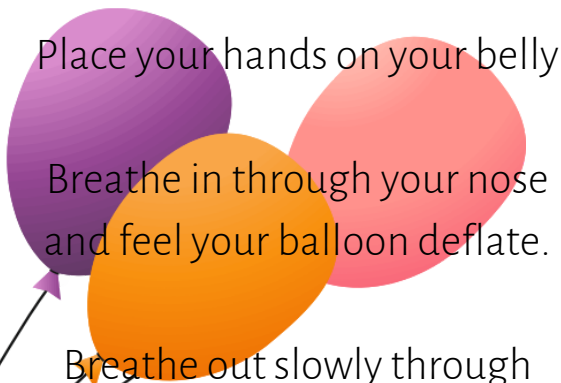 Place your hands on your belly
Breathe in through your nose
and feel your balloon deflate.
Breathe out slowly through